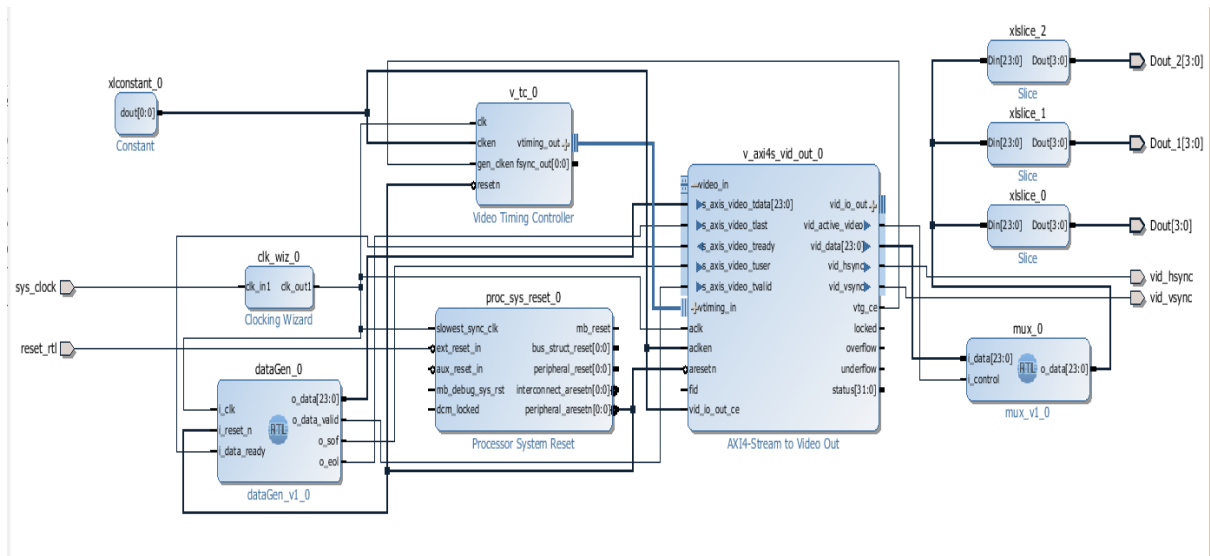 xlconstant_0
dout[0:0]
Constant
v_tc_0
clk
clken
gen_clken
resetn
vtiming_out
fsync_out[0:0]
Video Timing Controller
sys_clock
reset_rtl
clk_wiz_0
clk_in1
clk_out1
Clocking Wizard
dataGen_0
i_clk
i_reset_n
i_data_ready
RTL
o_data[23:0]
o_data_valid
o_sof
o_eol
dataGen_v1_0
proc_sys_reset_0
slowest_sync_clk
ext_reset_in
aux_reset_in
mb_debug_sys_rst
dcm_locked
mb_reset
bus_struct_reset[0:0]
peripheral_reset[0:0]
interconnect_aresetn[0:0]
peripheral_aresetn[0:0]
Processor System Reset
v_axi4s_vid_out_0
video_in
s_axis_video_tdata[23:0]
s_axis_video_tlast
s_axis_video_tready
s_axis_video_tuser
s_axis_video_tvalid
vtiming_in
aclk
aclken
aresetn
fid
vid_io_out_ce
vid_io_out
vid_active_video
vid_data[23:0]
vid_hsync
vid_vsync
vtg_ce
locked
overflow
underflow
status[31:0]
AXI4-Stream to Video Out
xlslice_2
Din[23:0]
Dout[3:0]
Slice
Dout_2[3:0]
xlslice_1
Din[23:0]
Dout[3:0]
Slice
Dout_1[3:0]
xlslice_0
Din[23:0]
Dout[3:0]
Slice
Dout[3:0]
vid_hsync
vid_vsync
mux_0
i_data[23:0]
i_control
RTL
o_data[23:0]
mux_v1_0